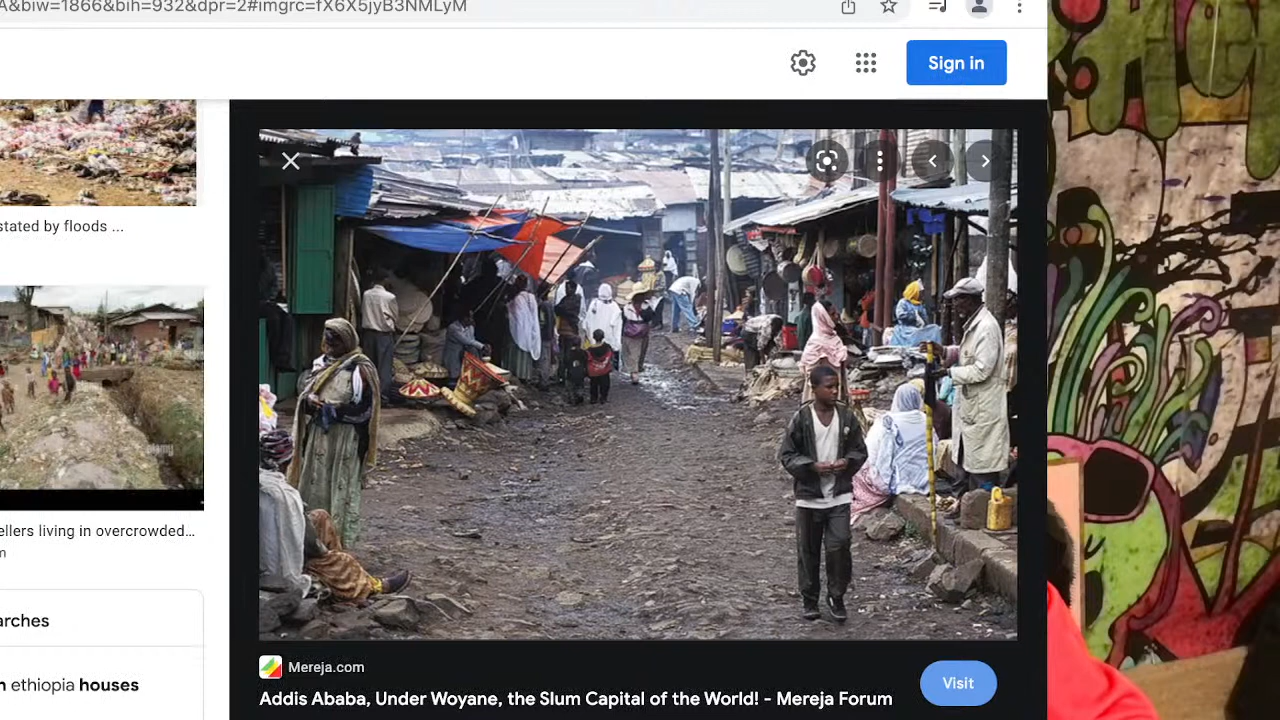 A&biw=1866&bih=932&dpr=2#imgrc=fX6X5jyB3NMLyM
Sign in
stated by floods ...
ellers living in overcrowded...
m
arches
n ethiopia houses
Mereja.com
Addis Ababa, Under Woyane, the Slum Capital of the World! - Mereja Forum
Visit